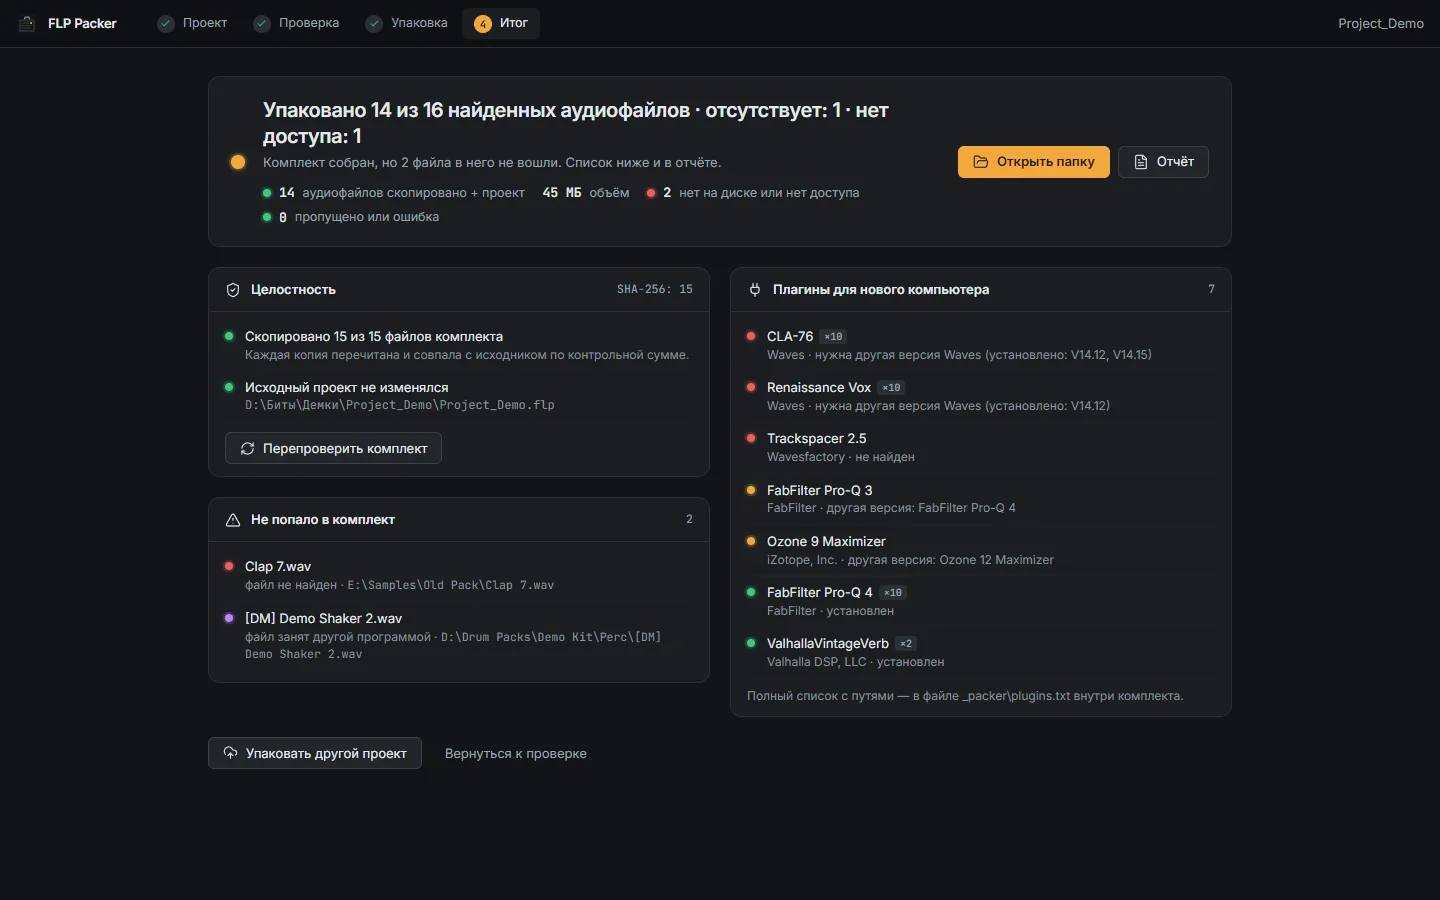 FLP Packer
Проект
Проверка
Упаковка
4 Итог
Project_Demo
Упаковано 14 из 16 найденных аудиофайлов · отсутствует: 1 · нет
доступа: 1
Комплект собран, но 2 файла в него не вошли. Список ниже и в отчёте.
14 аудиофайлов скопировано + проект 45 МБ объём 2 нет на диске или нет доступа
0 пропущено или ошибка
Открыть папку
Отчёт
Целостность SHA-256: 15
Скопировано 15 из 15 файлов комплекта
Каждая копия перечитана и совпала с исходником по контрольной сумме.
Исходный проект не изменялся
D:\Биты\Демки\Project_Demo\Project_Demo.flp
Перепроверить комплект
Не попало в комплект 2
Clap 7.wav
файл не найден · E:\Samples\Old Pack\Clap 7.wav
[DM] Demo Shaker 2.wav
файл занят другой программой · D:\Drum Packs\Demo Kit\Perc\[DM]
Demo Shaker 2.wav
Плагины для нового компьютера 7
CLA-76 ×10
Waves · нужна другая версия Waves (установлено: V14.12, V14.15)
Renaissance Vox ×10
Waves · нужна другая версия Waves (установлено: V14.12)
Trackspacer 2.5
Wavesfactory · не найден
FabFilter Pro-Q 3
FabFilter · другая версия: FabFilter Pro-Q 4
Ozone 9 Maximizer
iZotope, Inc. · другая версия: Ozone 12 Maximizer
FabFilter Pro-Q 4 ×10
FabFilter · установлен
ValhallaVintageVerb ×2
Valhalla DSP, LLC · установлен
Полный список с путями — в файле _packer\plugins.txt внутри комплекта.
Упаковать другой проект
Вернуться к проверке